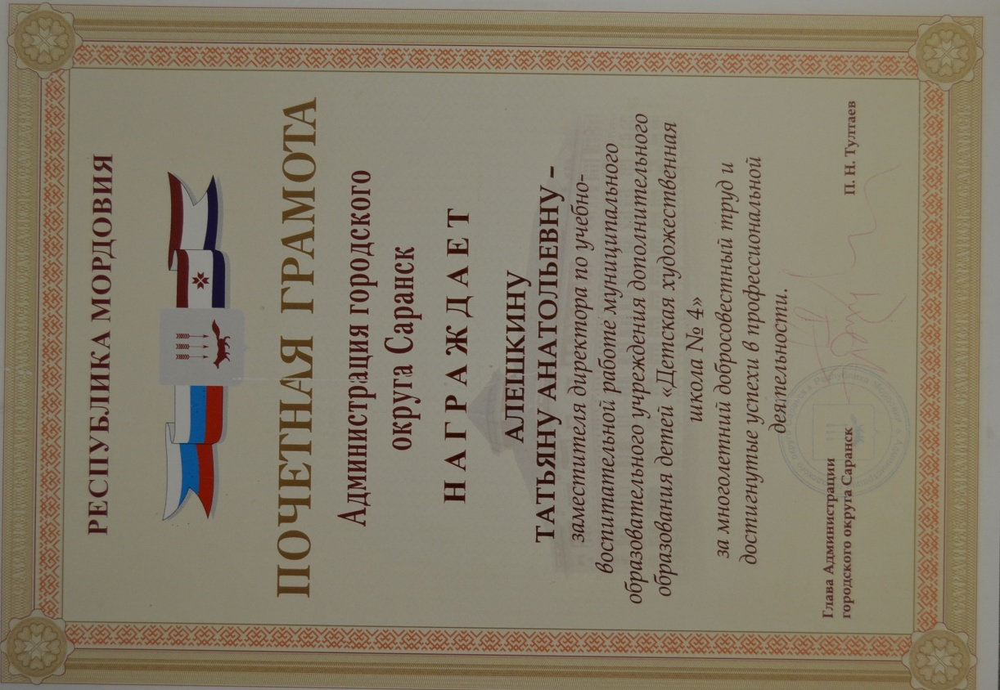 РЕСПУБЛИКА МОРДОВИЯ
ПОЧЕТНАЯ ГРАМОТА
Администрация городского
округа Саранск
НАГРАЖДАЕТ
АЛЕШКИНУ
ТАТЬЯНУ АНАТОЛЬЕВНУ -
заместителя директора по учебно-
воспитательной работе муниципального
образовательного учреждения дополнительного
образования детей «Детская художественная
школа № 4»
за многолетний добросовестный труд и
достигнутые успехи в профессиональной
деятельности.
Глава Администрации
городского округа Саранск
П. Н. Тултаев